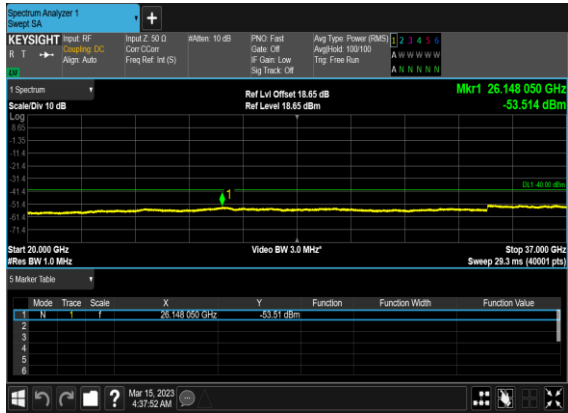 Spectrum Analyzer 1
Swept SA
KEYSIGHT Input: RF Input Z: 50 Ω #Atten: 10 dB PNO: Fast Avg Type: Power (RMS) 1 2 3 4 5 6
R T Coupling: DC Corr CCorr Gate: Off Avg|Hold: 100/100 A W W W W W
Align: Auto Freq Ref: Int (S) IF Gain: Low Trig: Free Run
Sig Track: Off A N N N N N
1 Spectrum
Ref Lvl Offset 18.65 dB Mkr1 26.148 050 GHz
Scale/Div 10 dB Ref Level 18.65 dBm -53.514 dBm
Log
8.65
-1.35
-11.4
-21.4
-31.4
DL1 -40.00 dBm
-41.4
1
-51.4
-61.4
-71.4
Start 20.000 GHz Video BW 3.0 MHz* Stop 37.000 GHz
#Res BW 1.0 MHz Sweep 29.3 ms (40001 pts)
5 Marker Table
Mode Trace Scale X Y Function Function Width Function Value
1 N 1 f 26.148 050 GHz -53.51 dBm
2
3
4
5
6
? Mar 15, 2023
4:37:52 AM